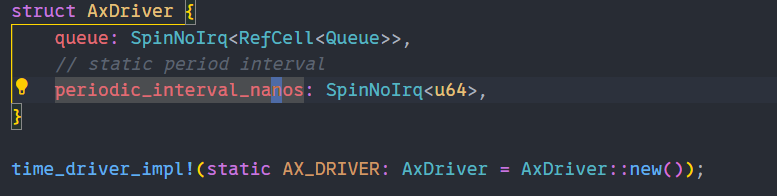 struct AxDriver {
    queue: SpinNoIrq<RefCell<Queue>>,
    // static period interval
    periodic_interval_nanos: SpinNoIrq<u64>,
}
time_driver_impl!(static AX_DRIVER: AxDriver = AxDriver::new());